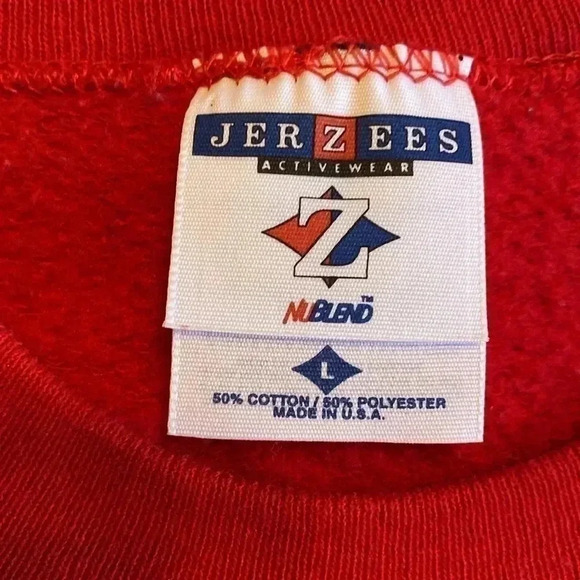 JERZEES
ACTIVEWEAR
Z
NUBLEND™
L
50% COTTON / 50% POLYESTER
MADE IN U.S.A.